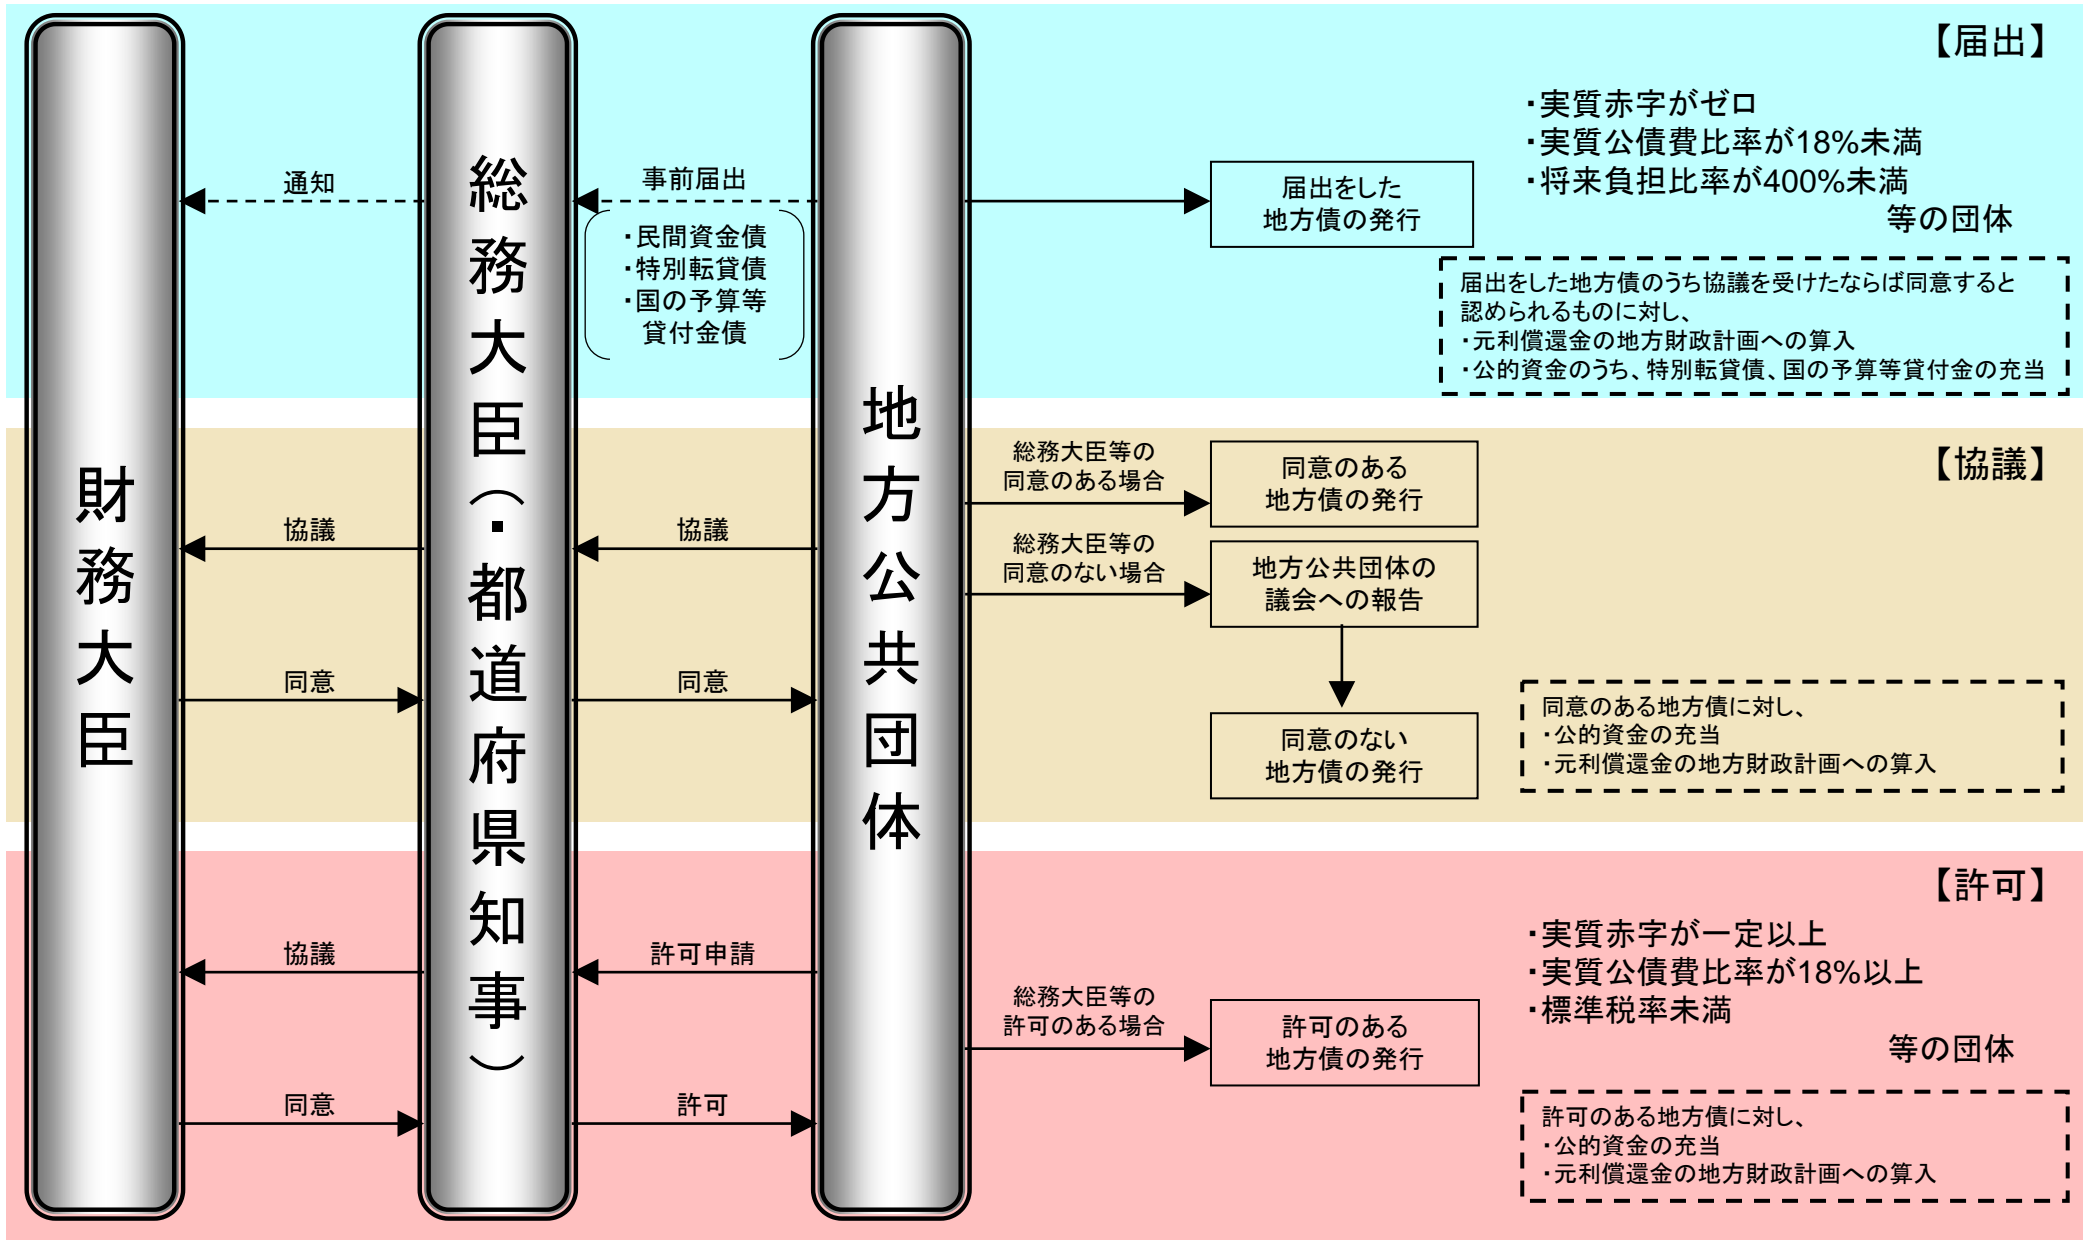 財務大臣
総務大臣（・都道府県知事）
地方公共団体
【届出】
・実質赤字がゼロ
・実質公債費比率が18%未満
・将来負担比率が400%未満
等の団体
通知
事前届出
・民間資金債
・特別転貸債
・国の予算等
貸付金債
届出をした
地方債の発行
届出をした地方債のうち協議を受けたならば同意すると
認められるものに対し、
・元利償還金の地方財政計画への算入
・公的資金のうち、特別転貸債、国の予算等貸付金の充当
【協議】
総務大臣等の
同意のある場合
同意のある
地方債の発行
協議
協議
総務大臣等の
同意のない場合
地方公共団体の
議会への報告
同意
同意
同意のない
地方債の発行
同意のある地方債に対し、
・公的資金の充当
・元利償還金の地方財政計画への算入
【許可】
・実質赤字が一定以上
・実質公債費比率が18%以上
・標準税率未満
等の団体
協議
許可申請
総務大臣等の
許可のある場合
許可のある
地方債の発行
同意
許可
許可のある地方債に対し、
・公的資金の充当
・元利償還金の地方財政計画への算入